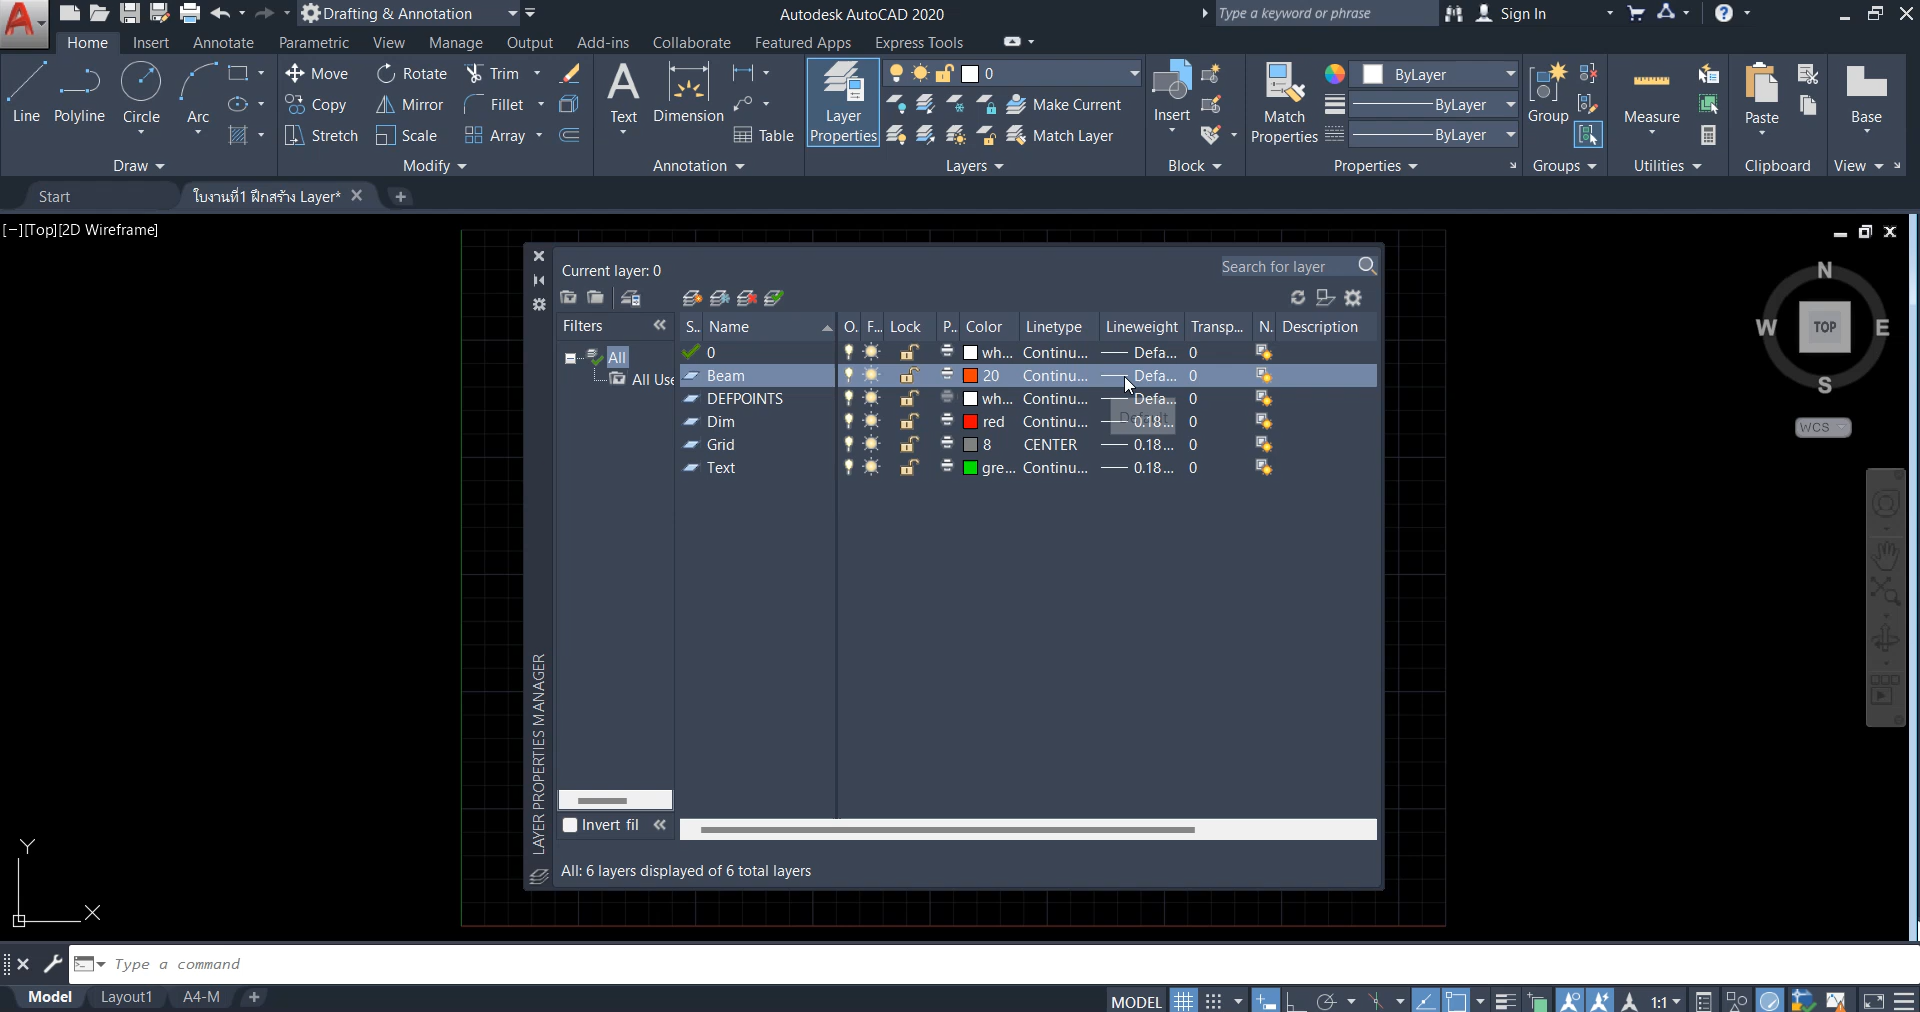 Drafting & Annotation
Autodesk AutoCAD 2020
Type a keyword or phrase
Sign In
Home Insert Annotate Parametric View Manage Output Add-ins Collaborate Featured Apps Express Tools
Line Polyline Circle Arc
Move Rotate Trim
Copy Mirror Fillet
Stretch Scale Array
Text Dimension Table
Layer Properties
0
Make Current
Match Layer
Insert
Match Properties
ByLayer
ByLayer
ByLayer
Group
Measure
Paste
Base
Draw Modify Annotation Layers Block Properties Groups Utilities Clipboard View
Start ใบงานที่1 ฝึกสร้าง Layer*
[−][Top][2D Wireframe]
N
W TOP E
S
WCS
Current layer: 0
Search for layer
Filters
All
All Use
S.. Name O. F... Lock P.. Color Linetype Lineweight Transp... N. Description
0 wh... Continu... Defa... 0
Beam 20 Continu... Defa... 0
DEFPOINTS wh... Continu... Defa... 0
Dim red Continu... 0.18... 0
Grid 8 CENTER 0.18... 0
Text gre... Continu... 0.18... 0
Default
Invert fil
All: 6 layers displayed of 6 total layers
LAYER PROPERTIES MANAGER
Y
X
Type a command
Model Layout1 A4-M
MODEL 1:1